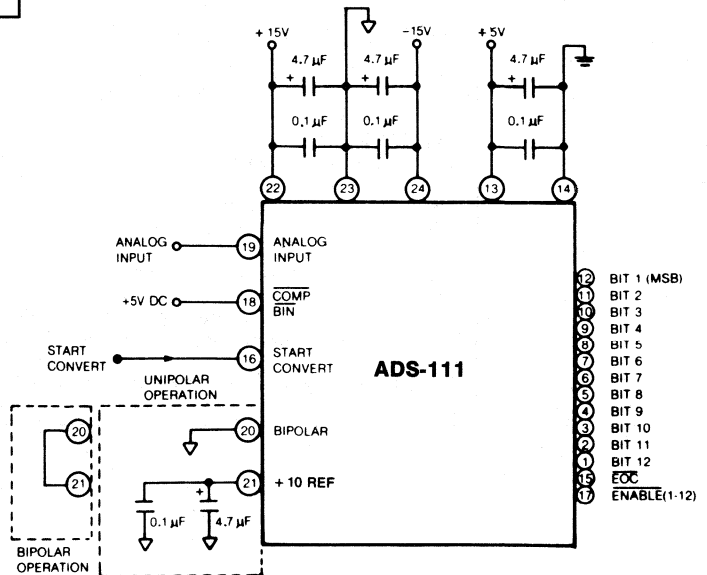 + 15V
-15V
+ 5V
4.7 µF
4.7 µF
4.7 µF
+
+
+
0.1 µF
0.1 µF
0.1 µF
22
23
24
13
14
ANALOG
INPUT
19
ANALOG
INPUT
+5V DC
18
COMP
BIN
START
CONVERT
16
START
CONVERT
ADS-111
UNIPOLAR
OPERATION
20
20
BIPOLAR
21
21
+ 10 REF
+
0.1 µF
4.7 µF
BIPOLAR
OPERATION
12 BIT 1 (MSB)
11 BIT 2
10 BIT 3
9 BIT 4
8 BIT 5
7 BIT 6
6 BIT 7
5 BIT 8
4 BIT 9
3 BIT 10
2 BIT 11
1 BIT 12
15 EOC
17 ENABLE(1-12)